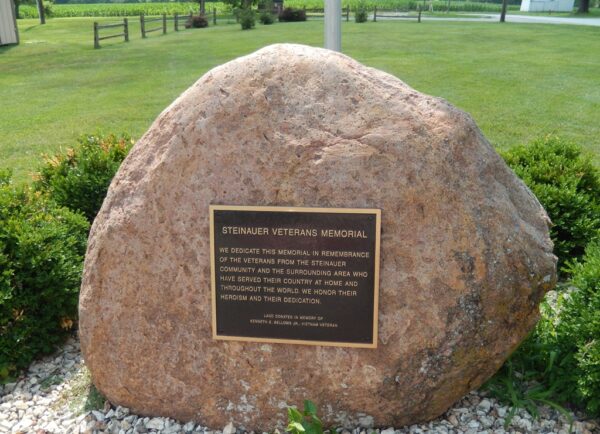 STEINAUER VETERANS MEMORIAL
WE DEDICATE THIS MEMORIAL IN REMEMBRANCE
OF THE VETERANS FROM THE STEINAUER
COMMUNITY AND THE SURROUNDING AREA WHO
HAVE SERVED THEIR COUNTRY AT HOME AND
THROUGHOUT THE WORLD. WE HONOR THEIR
HEROISM AND THEIR DEDICATION.
LAND DONATED IN MEMORY OF
KENNETH E. BELLOWS JR., VIETNAM VETERAN